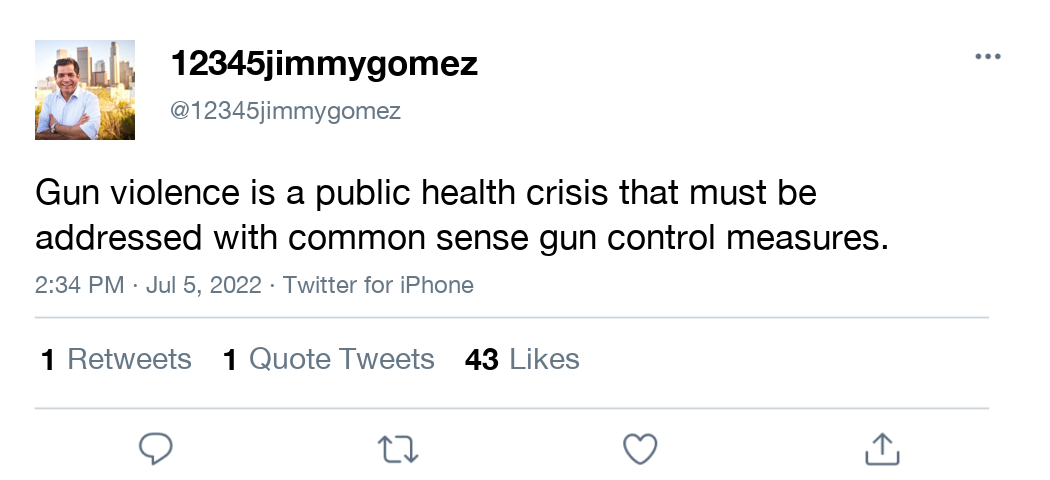 12345jimmygomez
@12345jimmygomez
Gun violence is a public health crisis that must be
addressed with common sense gun control measures.
2:34 PM · Jul 5, 2022 · Twitter for iPhone
1 Retweets 1 Quote Tweets 43 Likes